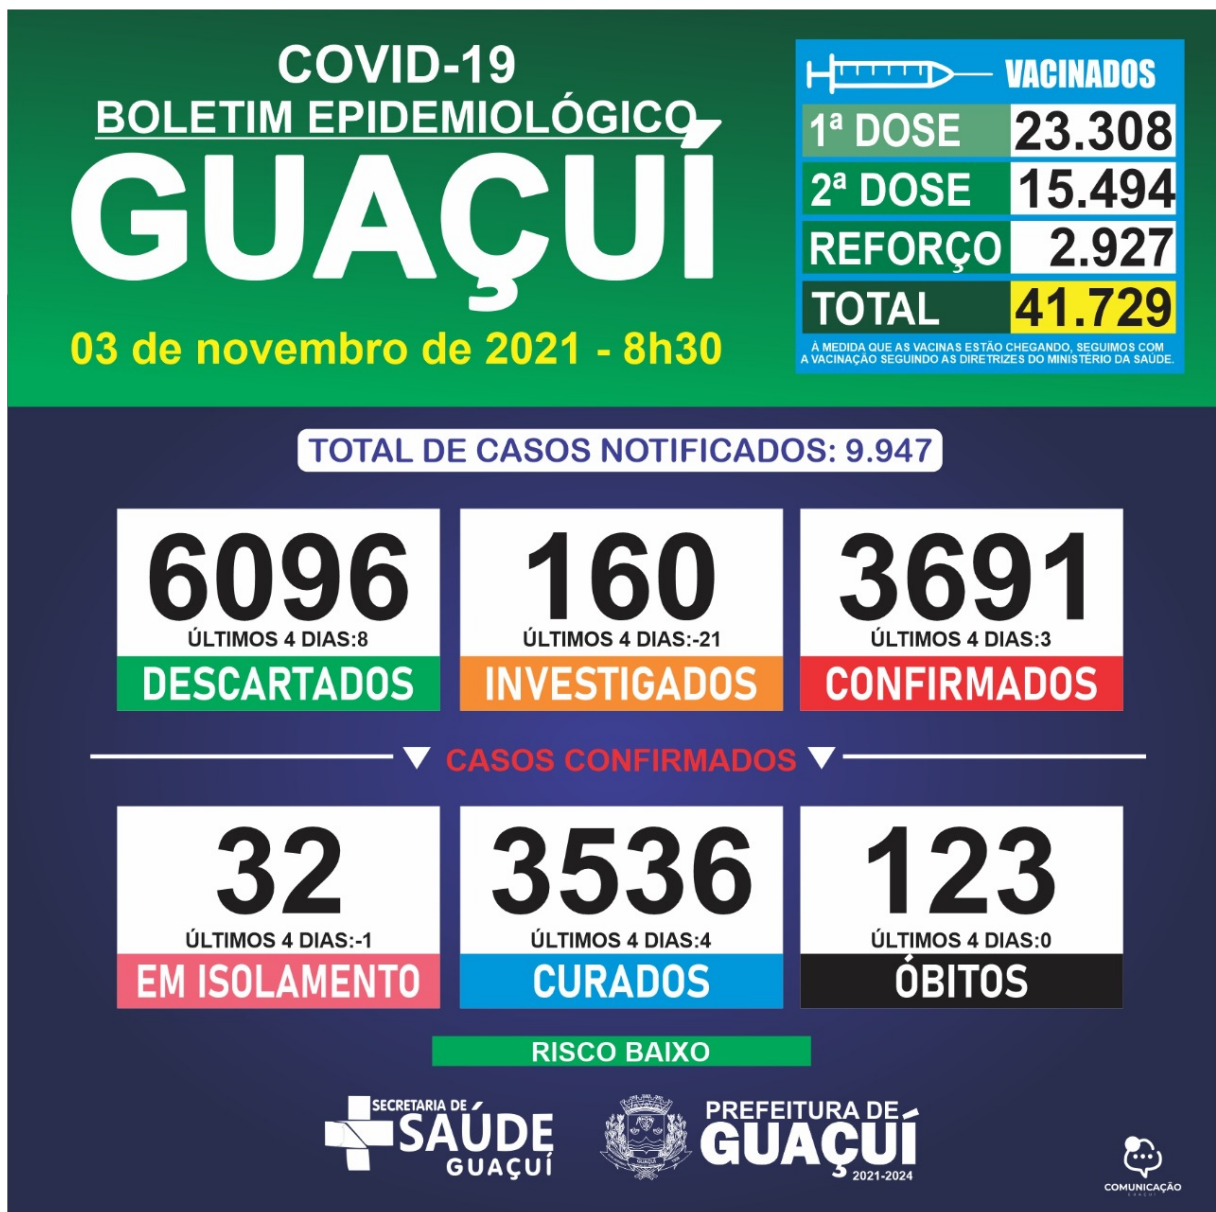 COVID-19
BOLETIM EPIDEMIOLÓGICO
GUAÇUÍ
03 de novembro de 2021 - 8h30
VACINADOS
1ª DOSE 23.308
2ª DOSE 15.494
REFORÇO 2.927
TOTAL 41.729
À MEDIDA QUE AS VACINAS ESTÃO CHEGANDO, SEGUIMOS COM
A VACINAÇÃO SEGUINDO AS DIRETRIZES DO MINISTÉRIO DA SAÚDE.
TOTAL DE CASOS NOTIFICADOS: 9.947
6096
ÚLTIMOS 4 DIAS:8
DESCARTADOS
160
ÚLTIMOS 4 DIAS:-21
INVESTIGADOS
3691
ÚLTIMOS 4 DIAS:3
CONFIRMADOS
CASOS CONFIRMADOS
32
ÚLTIMOS 4 DIAS:-1
EM ISOLAMENTO
3536
ÚLTIMOS 4 DIAS:4
CURADOS
123
ÚLTIMOS 4 DIAS:0
ÓBITOS
RISCO BAIXO
SECRETARIA DE
SAÚDE
GUAÇUÍ
GUAÇUÍ
PREFEITURA DE
GUAÇUÍ
2021-2024
COMUNICAÇÃO
GUAÇUÍ